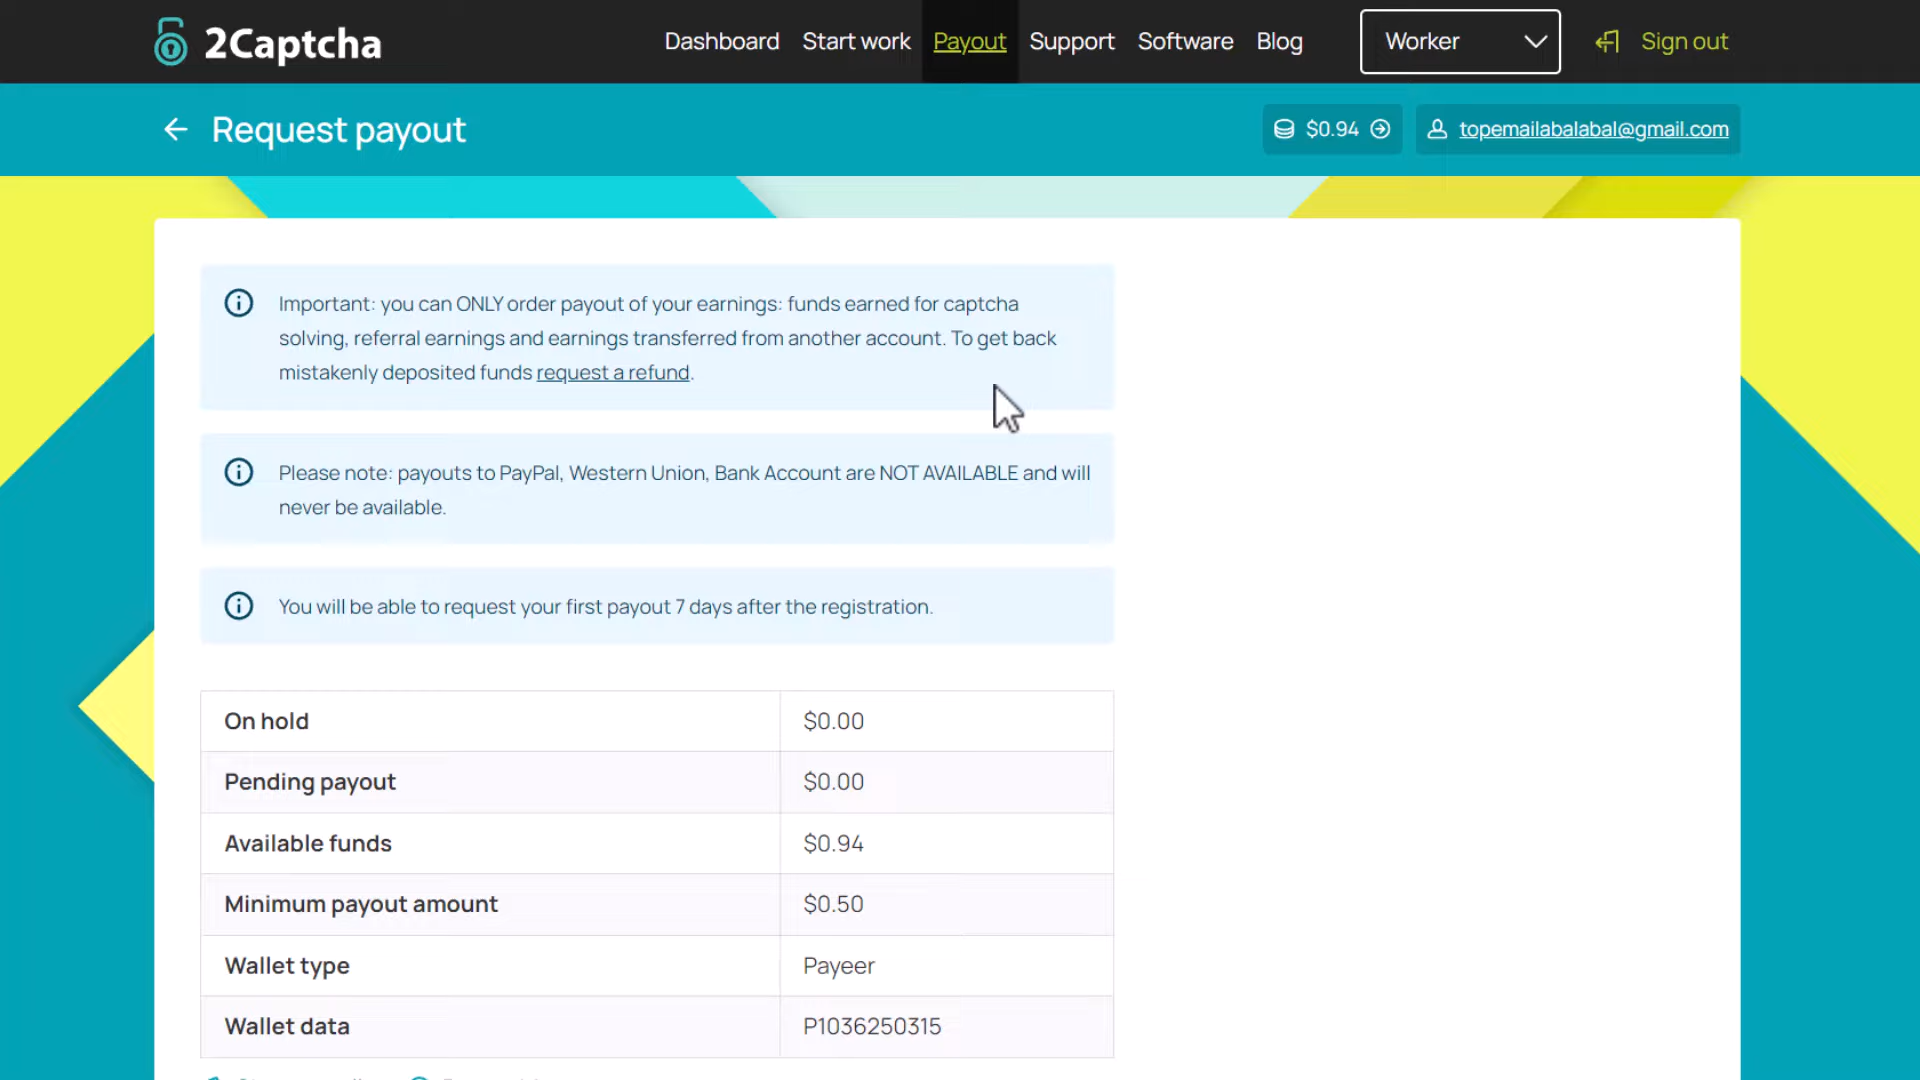 2Captcha
Dashboard Start work Payout Support Software Blog Worker Sign out
Request payout $0.94 topemailabalabal@gmail.com
Important: you can ONLY order payout of your earnings: funds earned for captcha
solving, referral earnings and earnings transferred from another account. To get back
mistakenly deposited funds request a refund.
Please note: payouts to PayPal, Western Union, Bank Account are NOT AVAILABLE and will
never be available.
You will be able to request your first payout 7 days after the registration.
On hold $0.00
Pending payout $0.00
Available funds $0.94
Minimum payout amount $0.50
Wallet type Payeer
Wallet data P1036250315